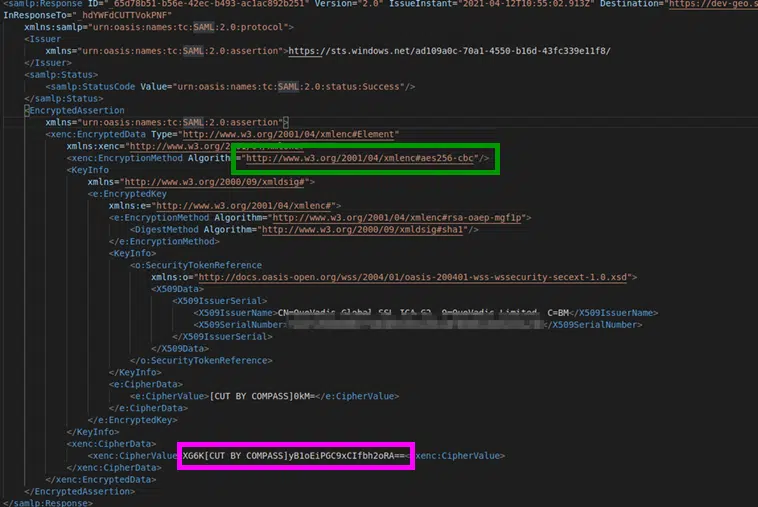 <samlp:Response ID="_65d78b51-b56e-42ec-b493-ac1ac892b251" Version="2.0" IssueInstant="2021-04-12T10:55:02.913Z" Destination="https://dev-geo.s
InResponseTo="_hdYWFdCUTTVokPNF"
xmlns:samlp="urn:oasis:names:tc:SAML:2.0:protocol">
<Issuer
xmlns="urn:oasis:names:tc:SAML:2.0:assertion">https://sts.windows.net/ad109a0c-70a1-4550-b16d-43fc339e11f8/
</Issuer>
<samlp:Status>
<samlp:StatusCode Value="urn:oasis:names:tc:SAML:2.0:status:Success"/>
</samlp:Status>
<EncryptedAssertion
xmlns="urn:oasis:names:tc:SAML:2.0:assertion">
<xenc:EncryptedData Type="http://www.w3.org/2001/04/xmlenc#Element"
xmlns:xenc="http://www.w3.org/2001/04/xmlenc#"
<xenc:EncryptionMethod Algorithm="http://www.w3.org/2001/04/xmlenc#aes256-cbc"/>
<KeyInfo
xmlns="http://www.w3.org/2000/09/xmldsig#">
<e:EncryptedKey
xmlns:e="http://www.w3.org/2001/04/xmlenc#">
<e:EncryptionMethod Algorithm="http://www.w3.org/2001/04/xmlenc#rsa-oaep-mgf1p">
<DigestMethod Algorithm="http://www.w3.org/2000/09/xmldsig#sha1"/>
</e:EncryptionMethod>
<KeyInfo>
<o:SecurityTokenReference
xmlns:o="http://docs.oasis-open.org/wss/2004/01/oasis-200401-wss-wssecurity-secext-1.0.xsd">
<X509Data>
<X509IssuerSerial>
<X509IssuerName>CN=QuoVadis Global SSL ICA G2, O=QuoVadis Limited, C=BM</X509IssuerName>
<X509SerialNumber></X509SerialNumber>
</X509IssuerSerial>
</X509Data>
</o:SecurityTokenReference>
</KeyInfo>
<e:CipherData>
<e:CipherValue>[CUT BY COMPASS]0kM=</e:CipherValue>
</e:CipherData>
</e:EncryptedKey>
</KeyInfo>
<xenc:CipherData>
<xenc:CipherValue>XG6K[CUT BY COMPASS]yB1oEiPGC9xCIfbh2oRA==</xenc:CipherValue>
</xenc:CipherData>
</xenc:EncryptedData>
</EncryptedAssertion>
</samlp:Response>